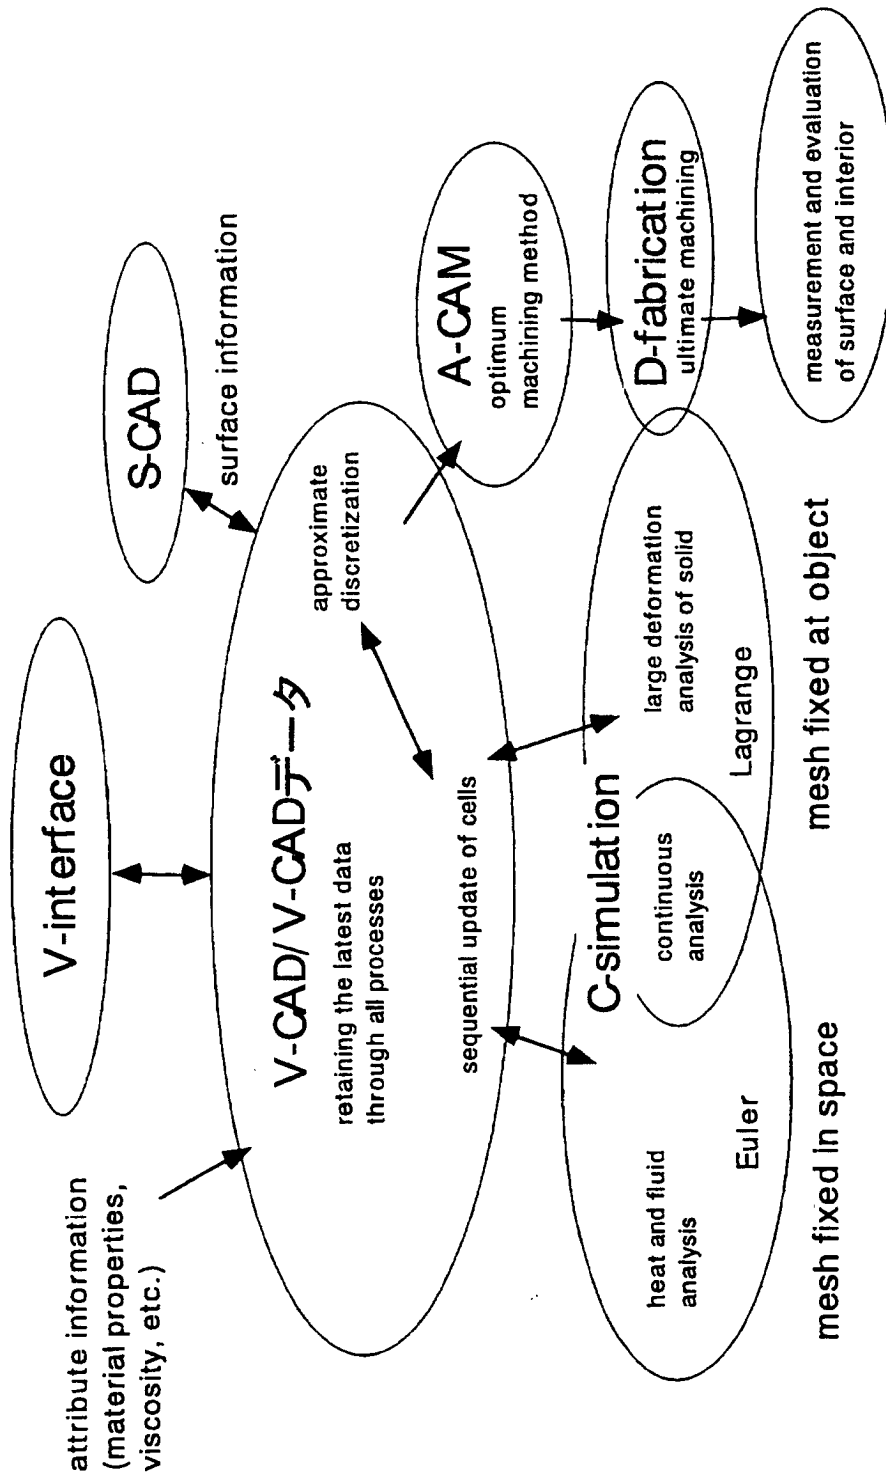 V-interface
S-CAD
surface information
attribute information
(material properties,
viscosity, etc.)
V-CAD/V-CADデータ
retaining the latest data
through all processes
approximate
discretization
sequential update of cells
A-CAM
optimum
machining method
C-simulation
continuous
analysis
heat and fluid
analysis
Euler
large deformation
analysis of solid
Lagrange
D-fabrication
ultimate machining
measurement and evaluation
of surface and interior
mesh fixed in space
mesh fixed at object